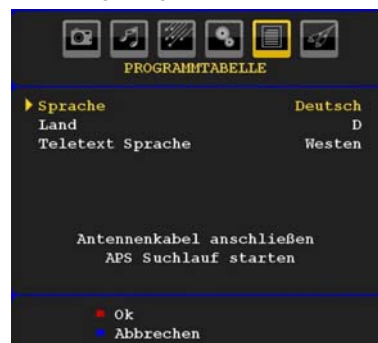 PROGRAMMTABELLE
Sprache Deutsch
Land D
Teletext Sprache Westen
Antennenkabel anschließen
APS Suchlauf starten
Ok
Abbrechen